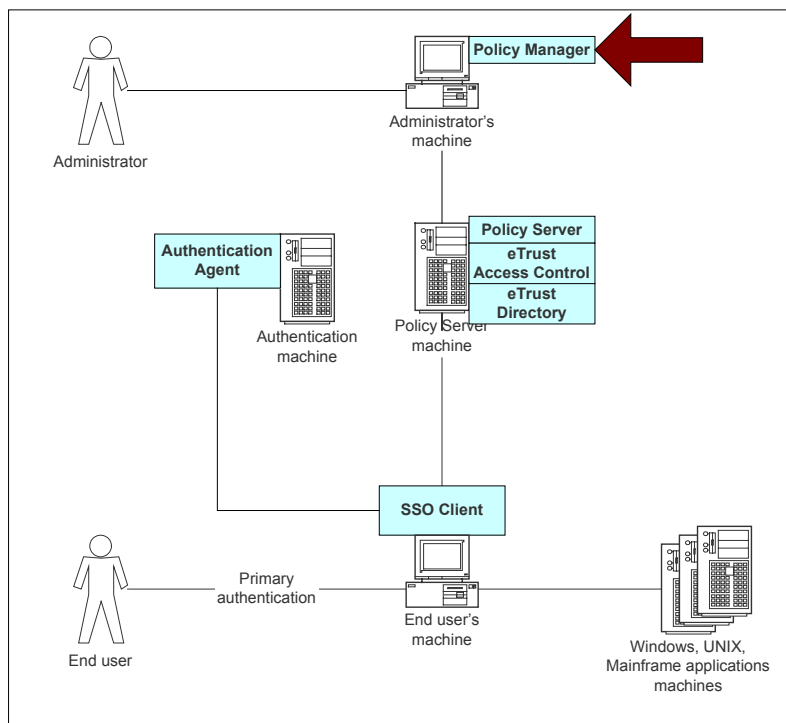 Policy Manager
Administrator's
machine
Administrator
Authentication
Agent
Authentication
machine
Policy Server
eTrust
Access Control
eTrust
Directory
Policy Server
machine
SSO Client
Primary
authentication
End user
End user's
machine
Windows, UNIX,
Mainframe applications
machines